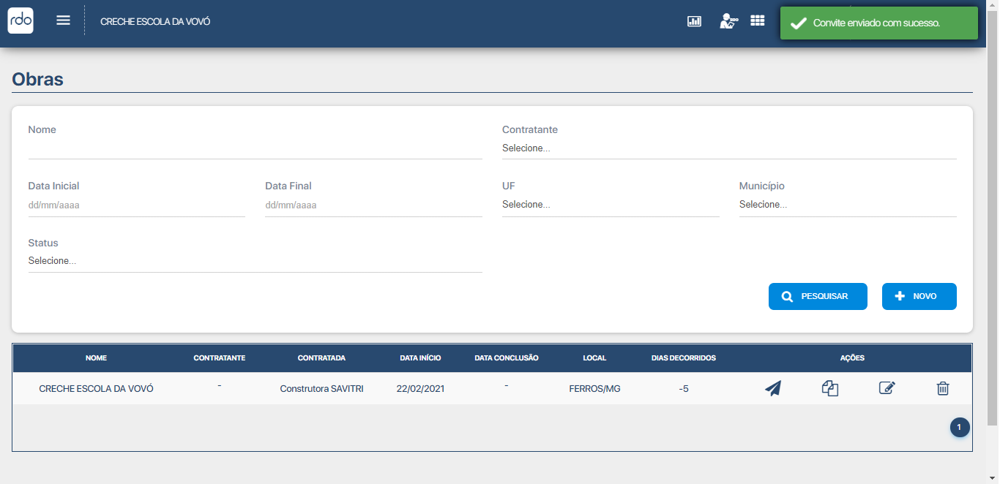 rdo
CRECHE ESCOLA DA VOVÓ
Convite enviado com sucesso.
Obras
Nome
Contratante
Selecione...
Data Inicial
Data Final
UF
Município
dd/mm/aaaa
dd/mm/aaaa
Selecione...
Selecione...
Status
Selecione...
PESQUISAR
NOVO
NOME CONTRATANTE CONTRATADA DATA INÍCIO DATA CONCLUSÃO LOCAL DIAS DECORRIDOS AÇÕES
CRECHE ESCOLA DA VOVÓ - Construtora SAVITRI 22/02/2021 - FERROS/MG -5
1